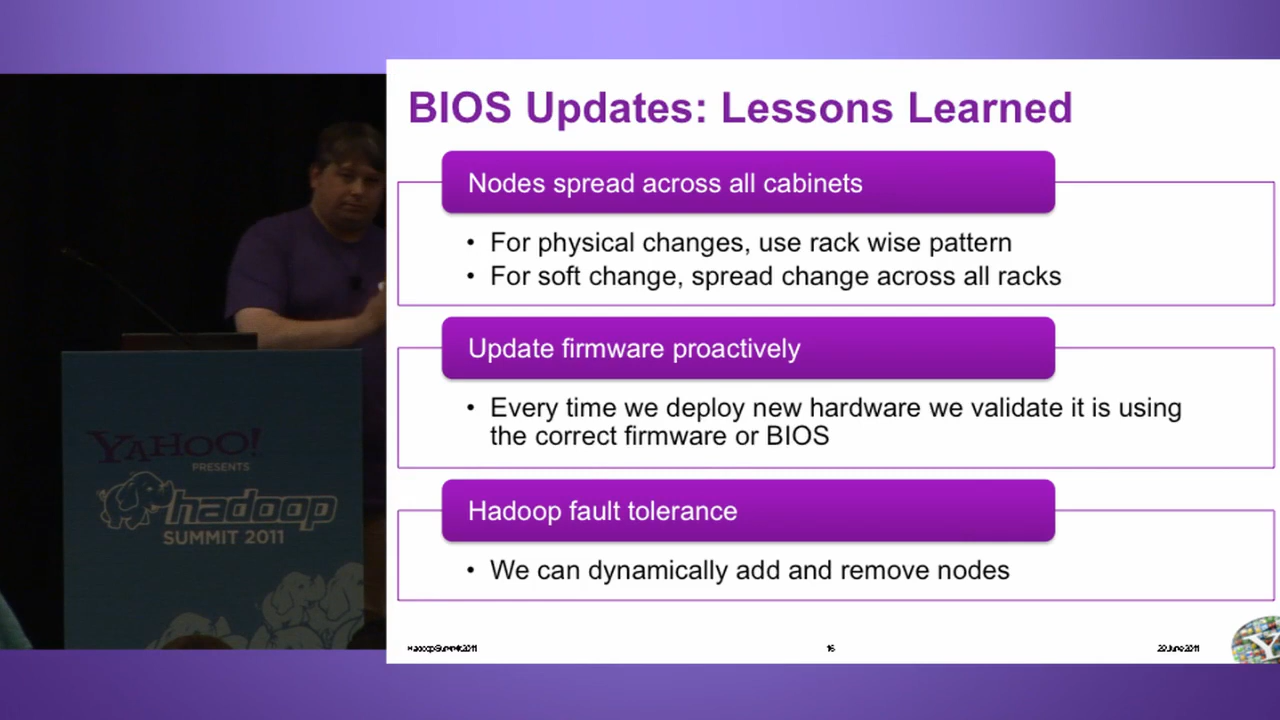 BIOS Updates: Lessons Learned
Nodes spread across all cabinets
• For physical changes, use rack wise pattern
• For soft change, spread change across all racks
Update firmware proactively
• Every time we deploy new hardware we validate it is using
the correct firmware or BIOS
Hadoop fault tolerance
• We can dynamically add and remove nodes
HadoopSummit2011
16
29June2011
YAHOO!
PRESENTS
hadoop
SUMMIT 2011
Y